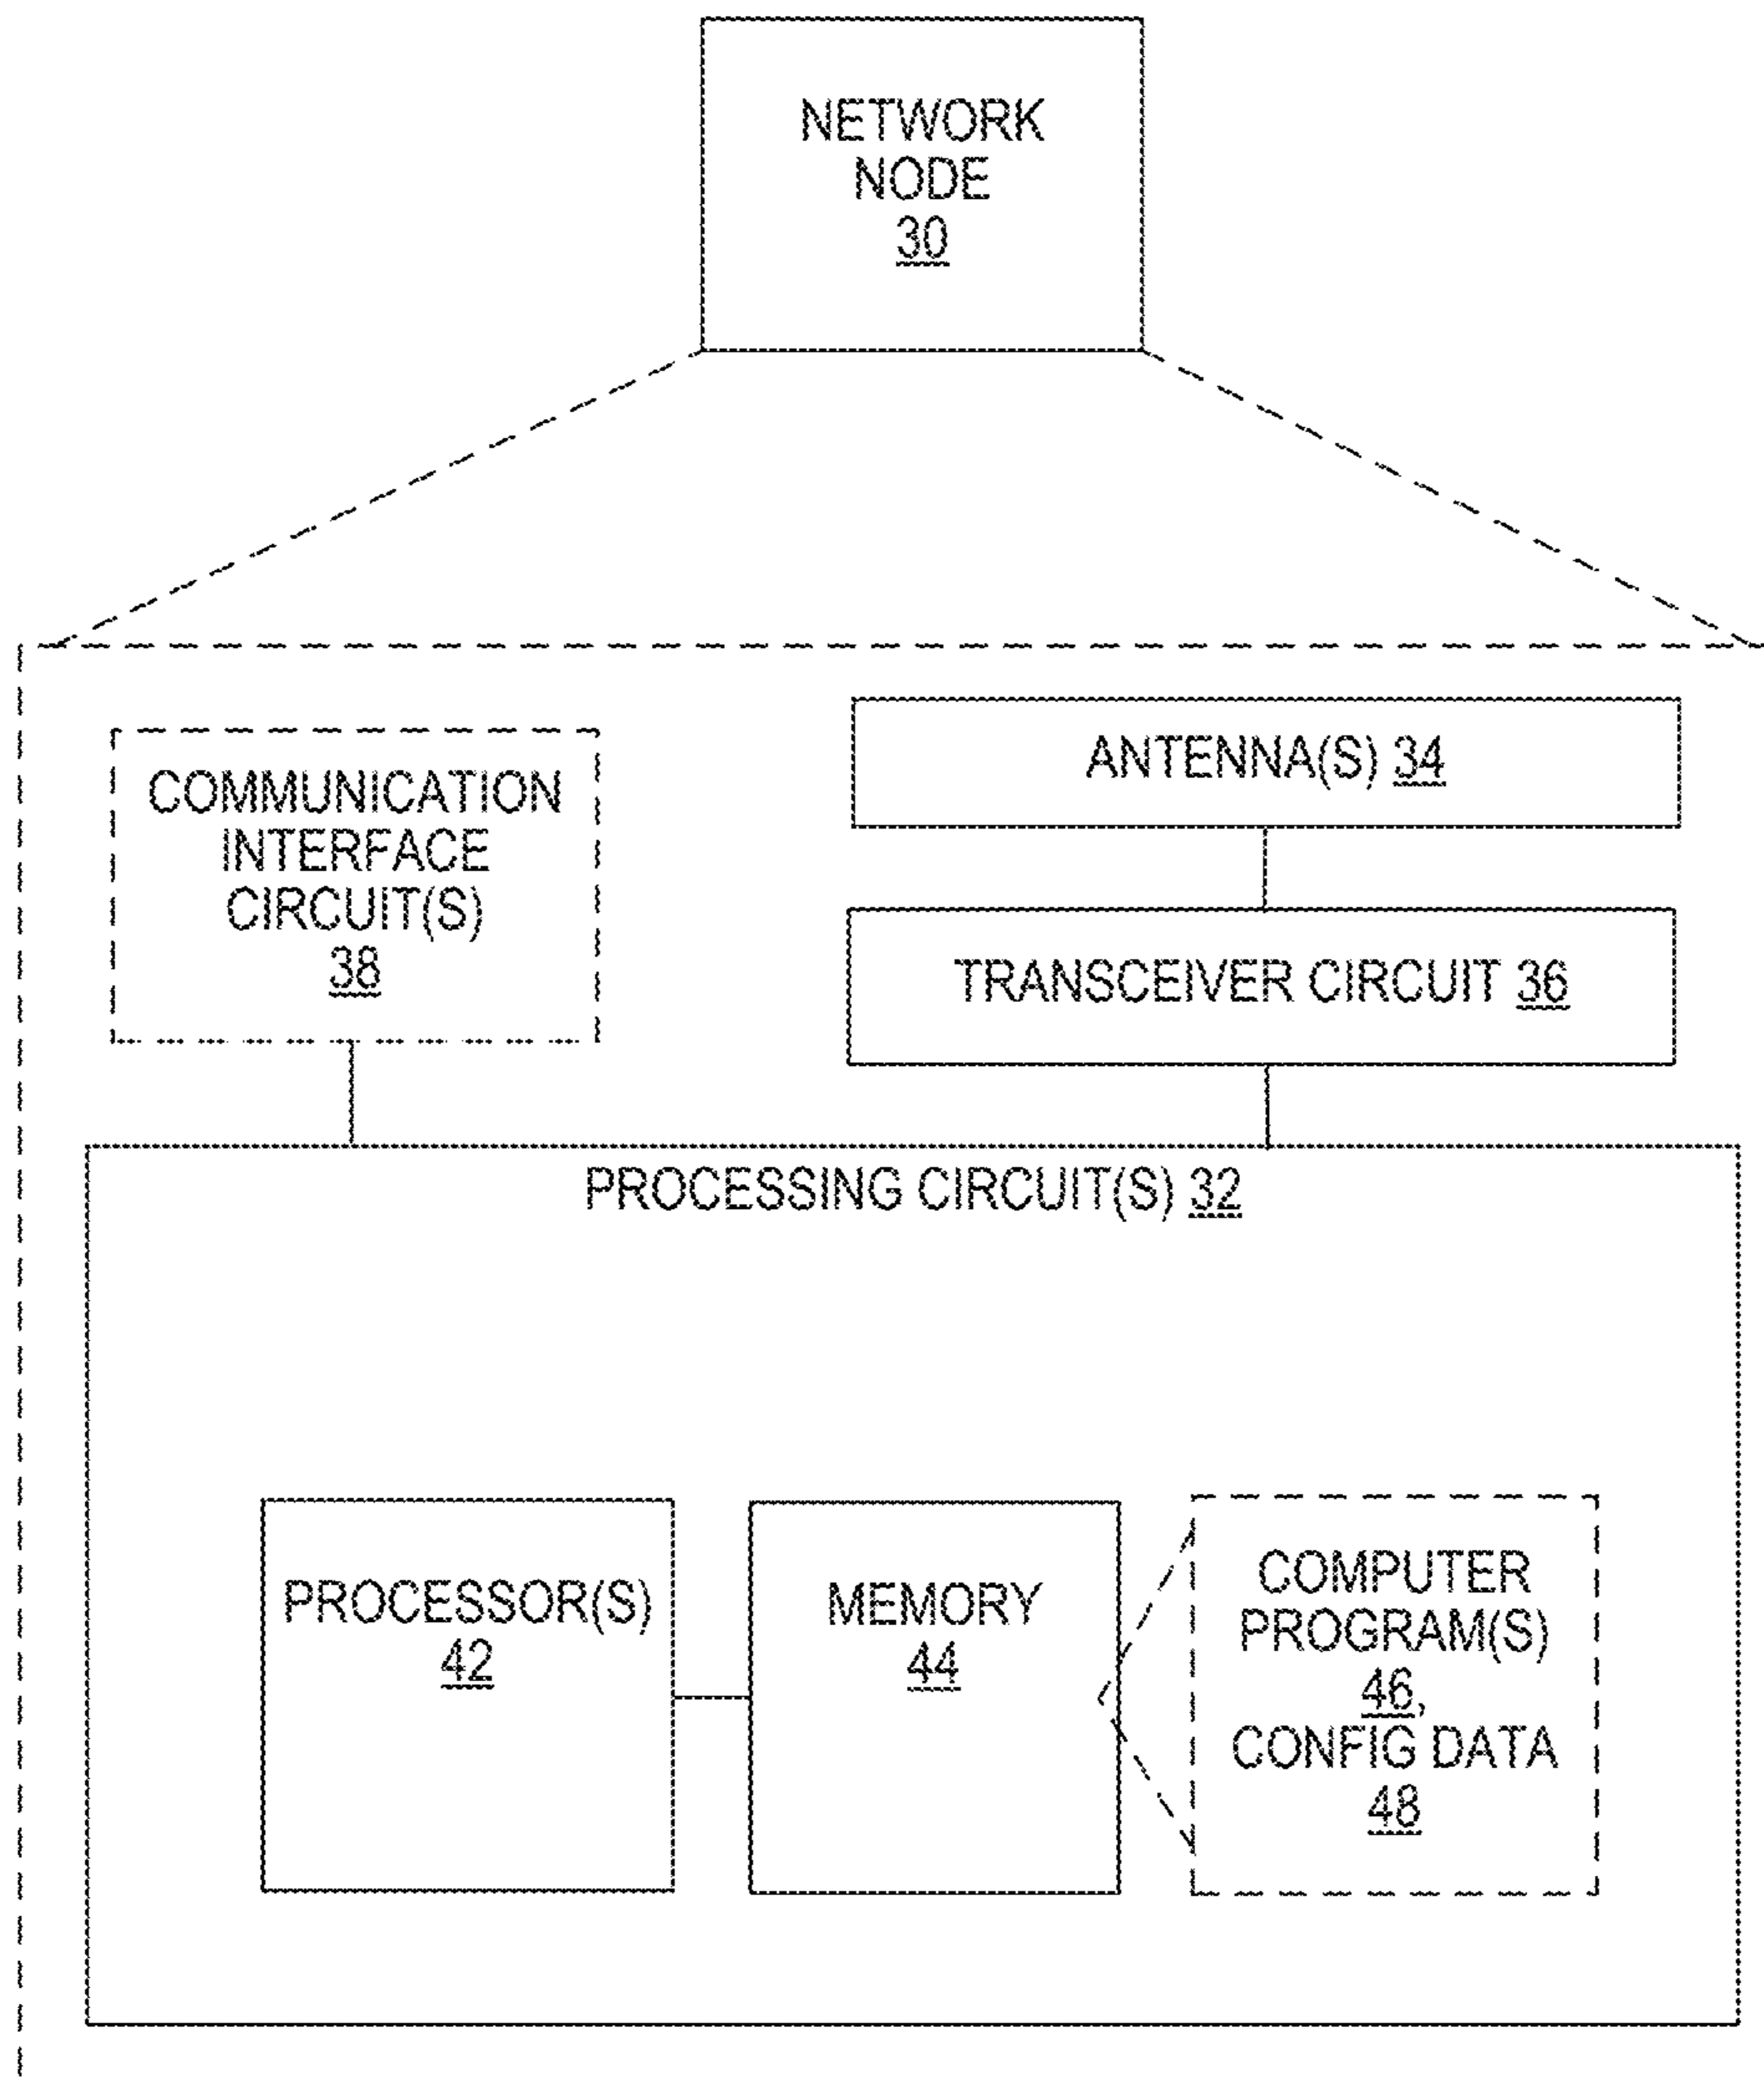 NETWORK
NODE
30
ANTENNA(S) 34
COMMUNICATION
INTERFACE
CIRCUIT(S)
38
TRANSCEIVER CIRCUIT 36
PROCESSING CIRCUIT(S) 32
PROCESSOR(S)
42
MEMORY
44
COMPUTER
PROGRAM(S)
46,
CONFIG DATA
48